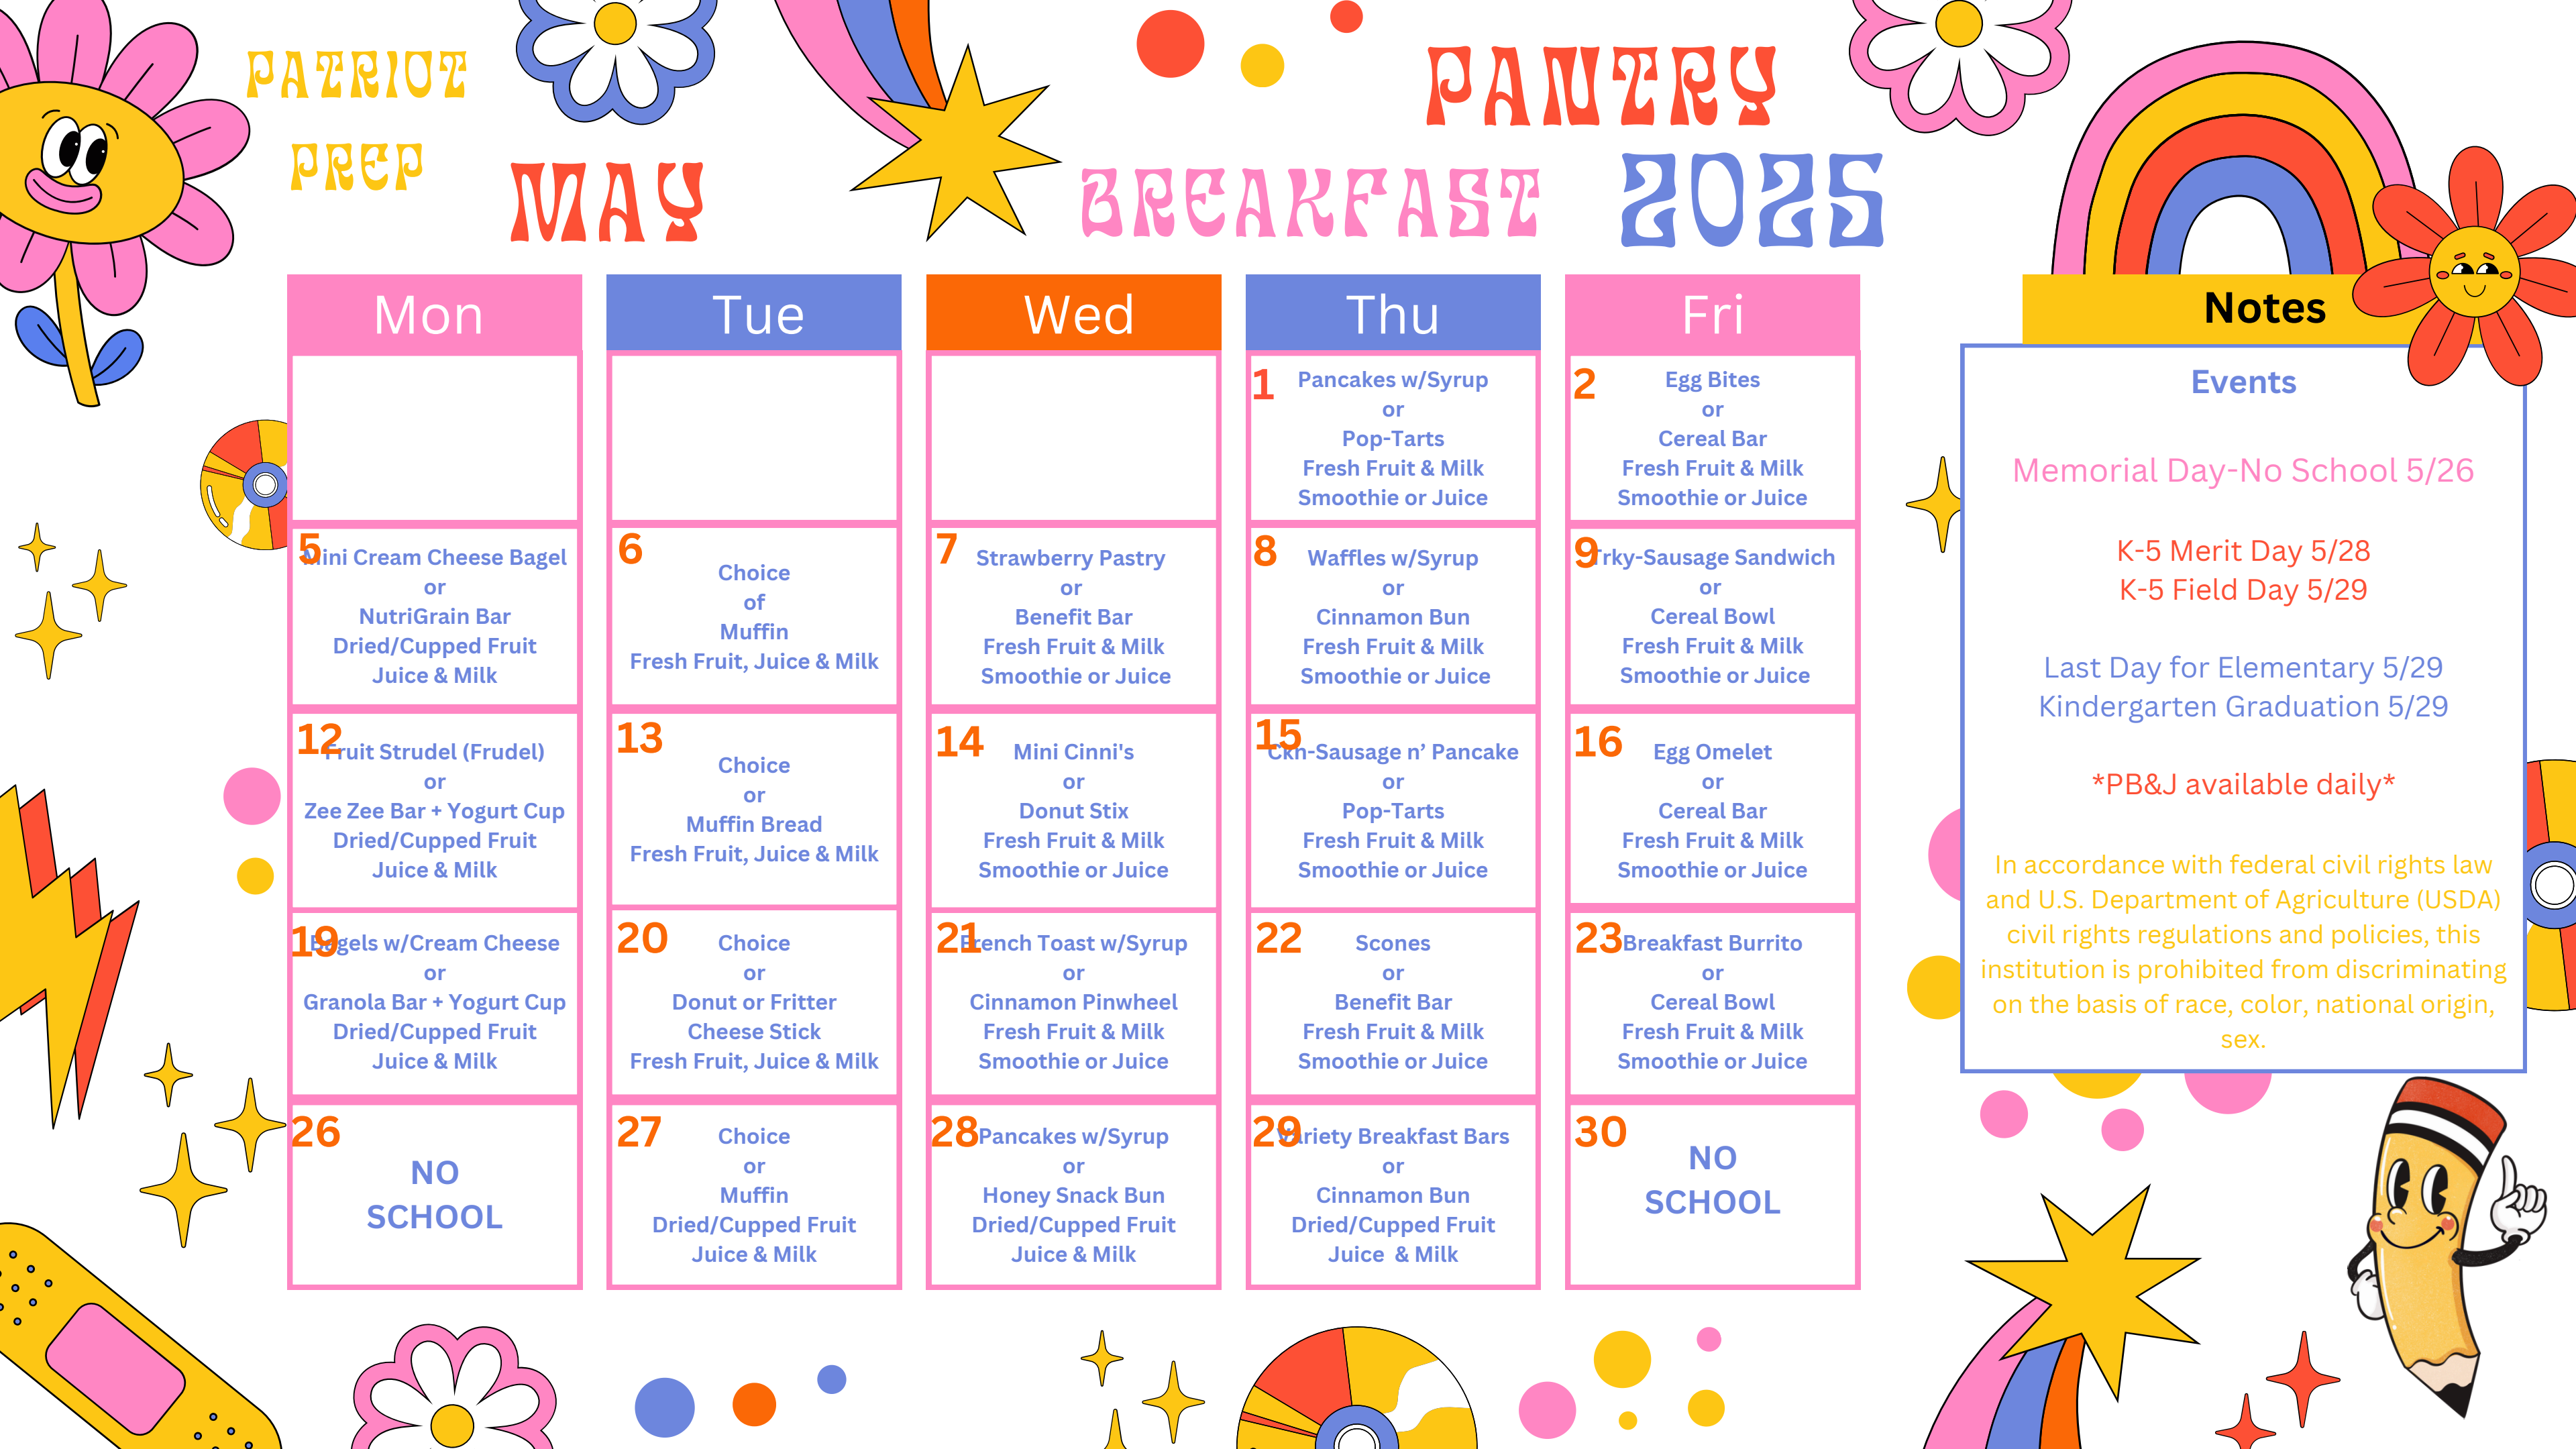 PATRIOT
PREP
MAY
PANTRY
BREAKFAST 2025
Mon
Tue
Wed
Thu
Fri
1
Pancakes w/Syrup
or
Pop-Tarts
Fresh Fruit & Milk
Smoothie or Juice
2
Egg Bites
or
Cereal Bar
Fresh Fruit & Milk
Smoothie or Juice
5
Mini Cream Cheese Bagel
or
NutriGrain Bar
Dried/Cupped Fruit
Juice & Milk
6
Choice
of
Muffin
Fresh Fruit, Juice & Milk
7
Strawberry Pastry
or
Benefit Bar
Fresh Fruit & Milk
Smoothie or Juice
8
Waffles w/Syrup
or
Cinnamon Bun
Fresh Fruit & Milk
Smoothie or Juice
9
Trky-Sausage Sandwich
or
Cereal Bowl
Fresh Fruit & Milk
Smoothie or Juice
12
Fruit Strudel (Frudel)
or
Zee Zee Bar + Yogurt Cup
Dried/Cupped Fruit
Juice & Milk
13
Choice
or
Muffin Bread
Fresh Fruit, Juice & Milk
14
Mini Cinni's
or
Donut Stix
Fresh Fruit & Milk
Smoothie or Juice
15
Ckn-Sausage n’ Pancake
or
Pop-Tarts
Fresh Fruit & Milk
Smoothie or Juice
16
Egg Omelet
or
Cereal Bar
Fresh Fruit & Milk
Smoothie or Juice
19
Bagels w/Cream Cheese
or
Granola Bar + Yogurt Cup
Dried/Cupped Fruit
Juice & Milk
20
Choice
or
Donut or Fritter
Cheese Stick
Fresh Fruit, Juice & Milk
21
French Toast w/Syrup
or
Cinnamon Pinwheel
Fresh Fruit & Milk
Smoothie or Juice
22
Scones
or
Benefit Bar
Fresh Fruit & Milk
Smoothie or Juice
23
Breakfast Burrito
or
Cereal Bowl
Fresh Fruit & Milk
Smoothie or Juice
26
NO
SCHOOL
27
Choice
or
Muffin
Dried/Cupped Fruit
Juice & Milk
28
Pancakes w/Syrup
or
Honey Snack Bun
Dried/Cupped Fruit
Juice & Milk
29
Variety Breakfast Bars
or
Cinnamon Bun
Dried/Cupped Fruit
Juice & Milk
30
NO
SCHOOL
Notes
Events
Memorial Day-No School 5/26
K-5 Merit Day 5/28
K-5 Field Day 5/29
Last Day for Elementary 5/29
Kindergarten Graduation 5/29
*PB&J available daily*
In accordance with federal civil rights law
and U.S. Department of Agriculture (USDA)
civil rights regulations and policies, this
institution is prohibited from discriminating
on the basis of race, color, national origin,
sex.